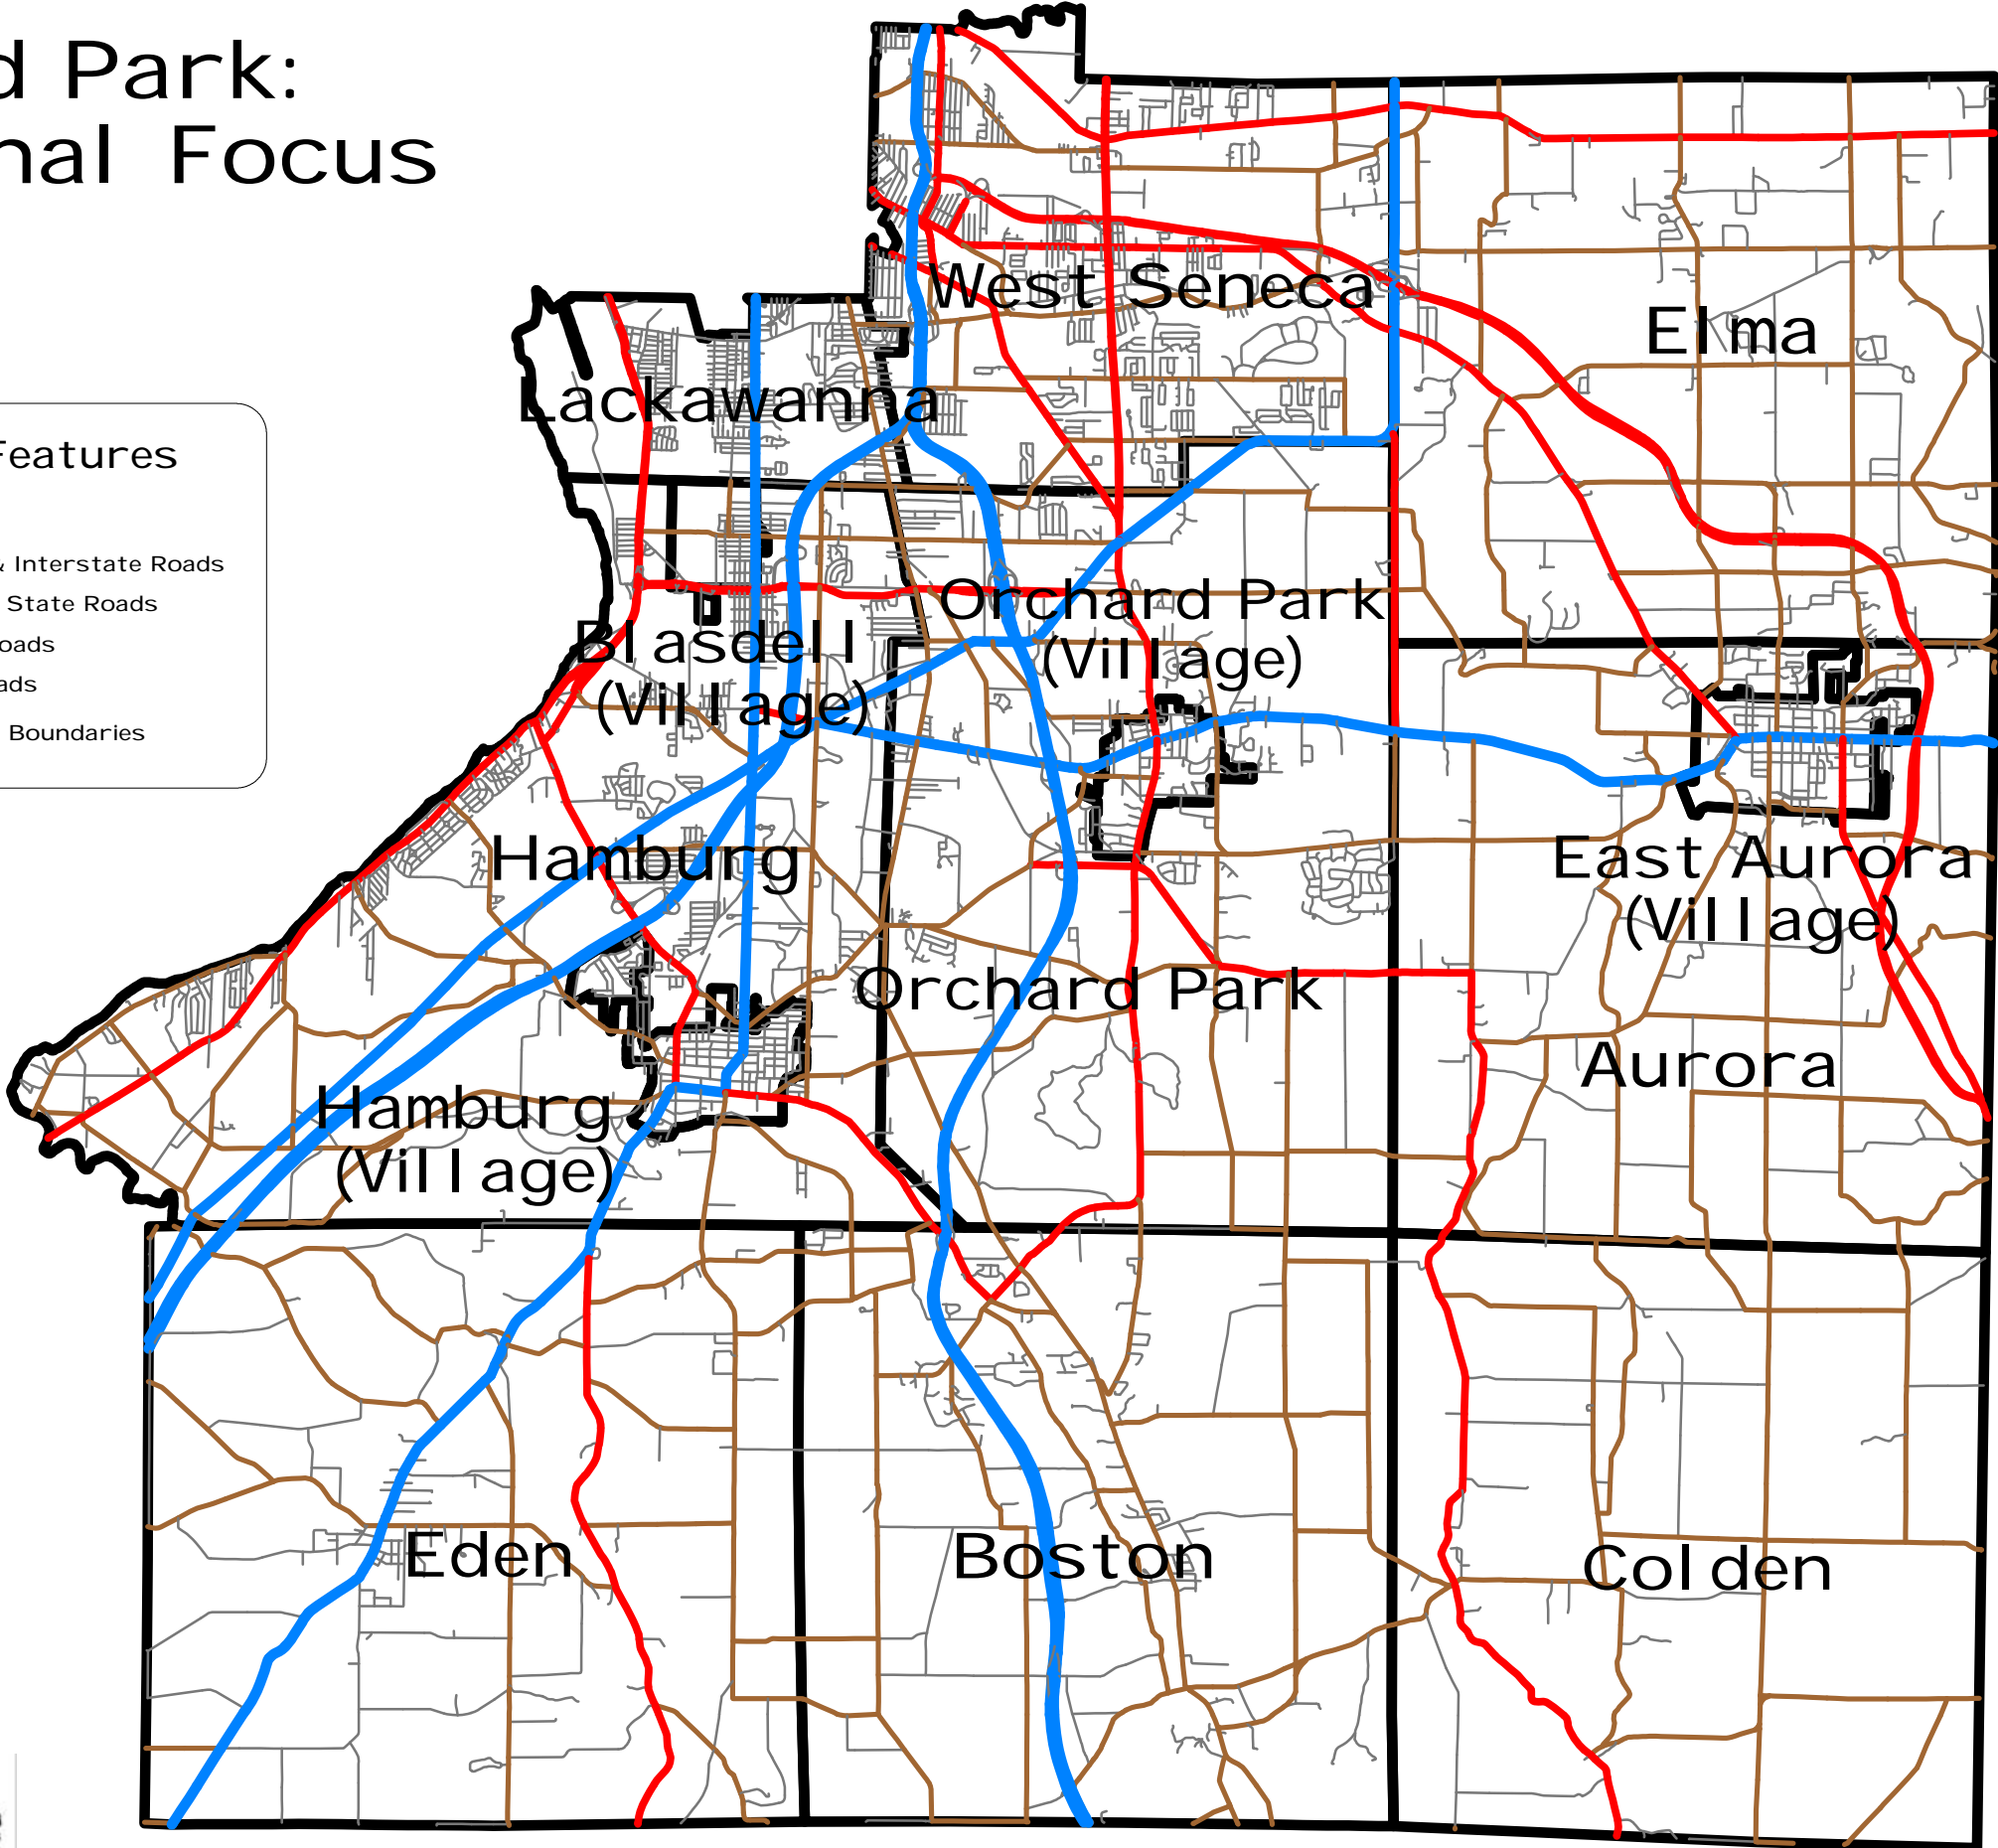 d Park:
nal Focus
Features
& Interstate Roads
State Roads
oads
ads
Boundaries
West Seneca
Elma
Lackawanna
Orchard Park
(Village)
Blasdell
(Village)
Hamburg
East Aurora
(Village)
Orchard Park
Aurora
Hamburg
(Village)
Eden
Boston
Colden